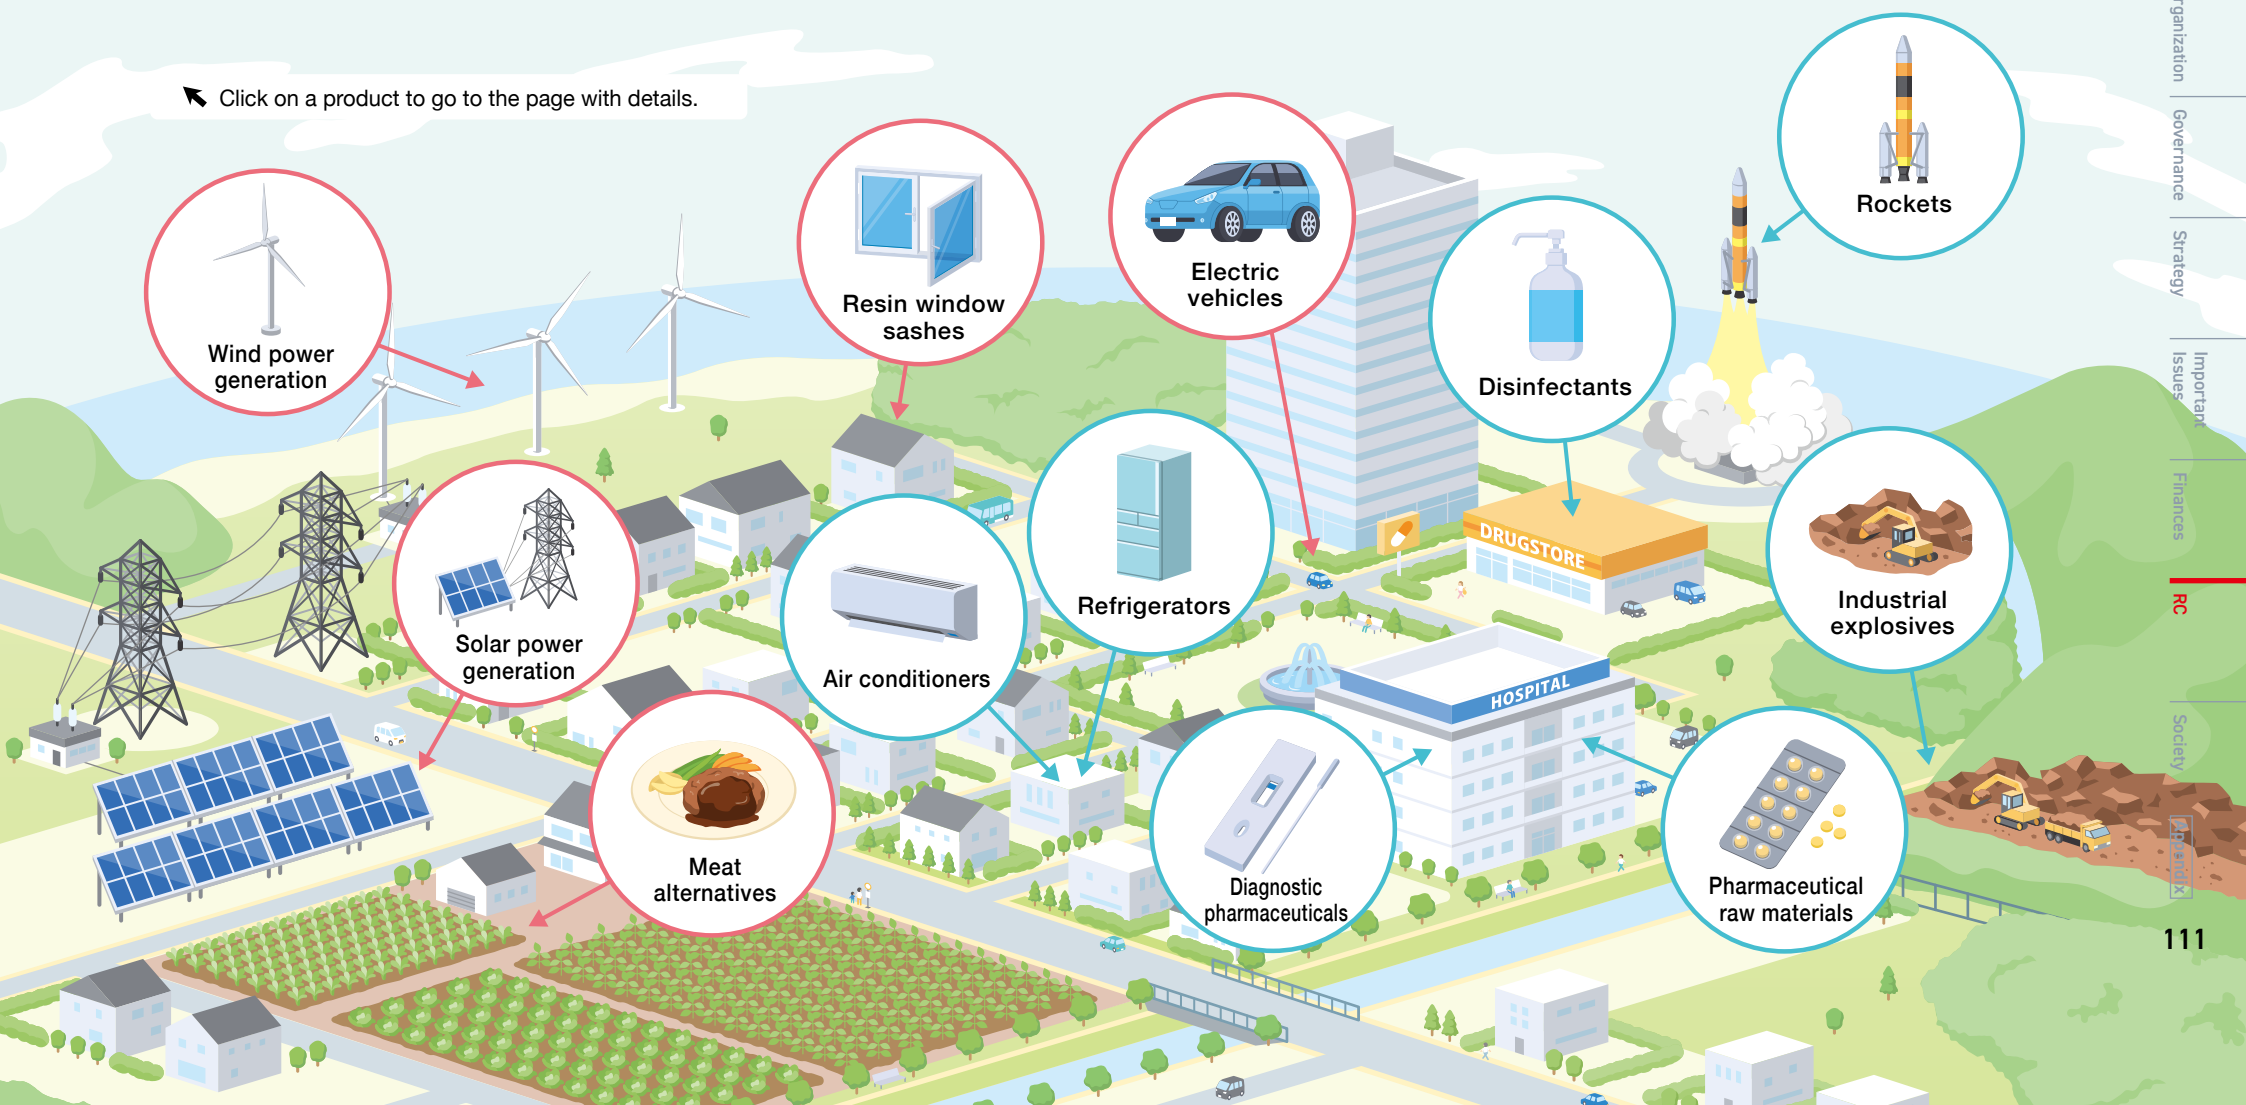 Click on a product to go to the page with details.
Rockets
Electric
vehicles
Resin window
sashes
Wind power
generation
Disinfectants
DRUGSTORE
Refrigerators
Industrial
explosives
Solar power
generation
Air conditioners
HOSPITAL
Meat
alternatives
Diagnostic
pharmaceuticals
Pharmaceutical
raw materials
Governance
Strategy
Important
Issues
Finances
RC
Society
Appendix
111